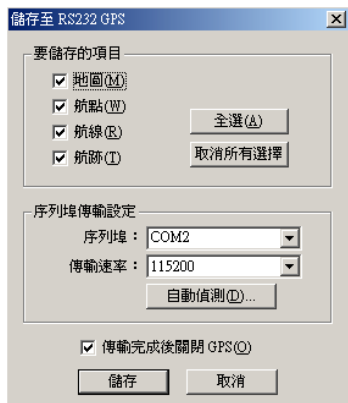 儲存至 RS232 GPS
要儲存的項目
地圖(M)
航點(W)
航線(R)
航跡(T)
全選(A)
取消所有選擇
序列埠傳輸設定
序列埠： COM2
傳輸速率： 115200
自動偵測(D)...
傳輸完成後關閉 GPS(O)
儲存 取消